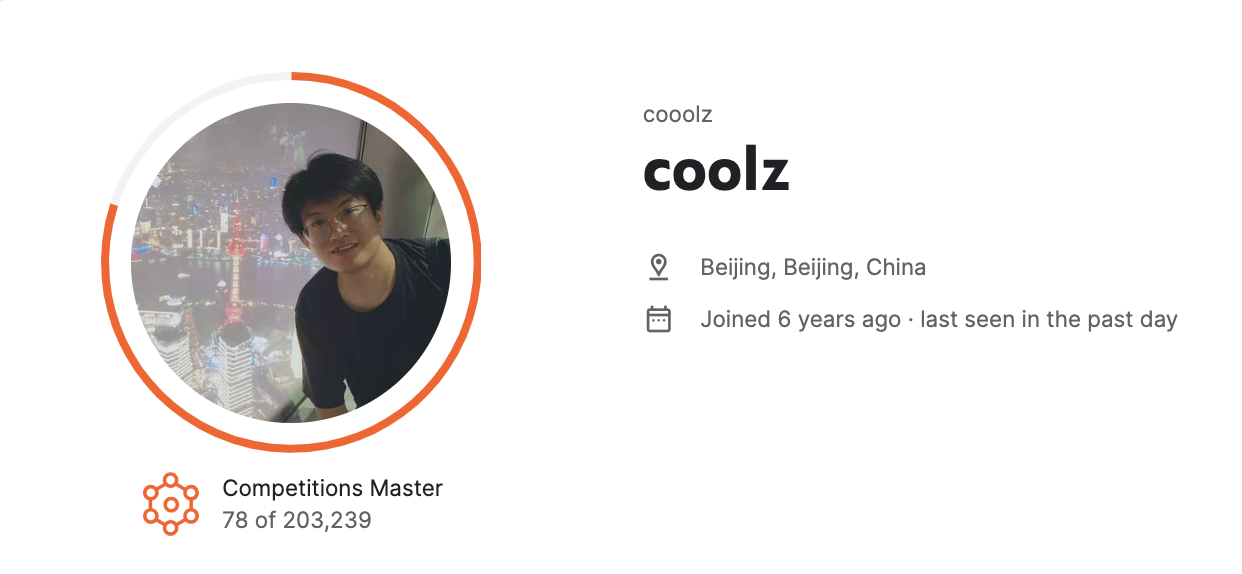 cooolz
coolz
Beijing, Beijing, China
Joined 6 years ago · last seen in the past day
Competitions Master
78 of 203,239